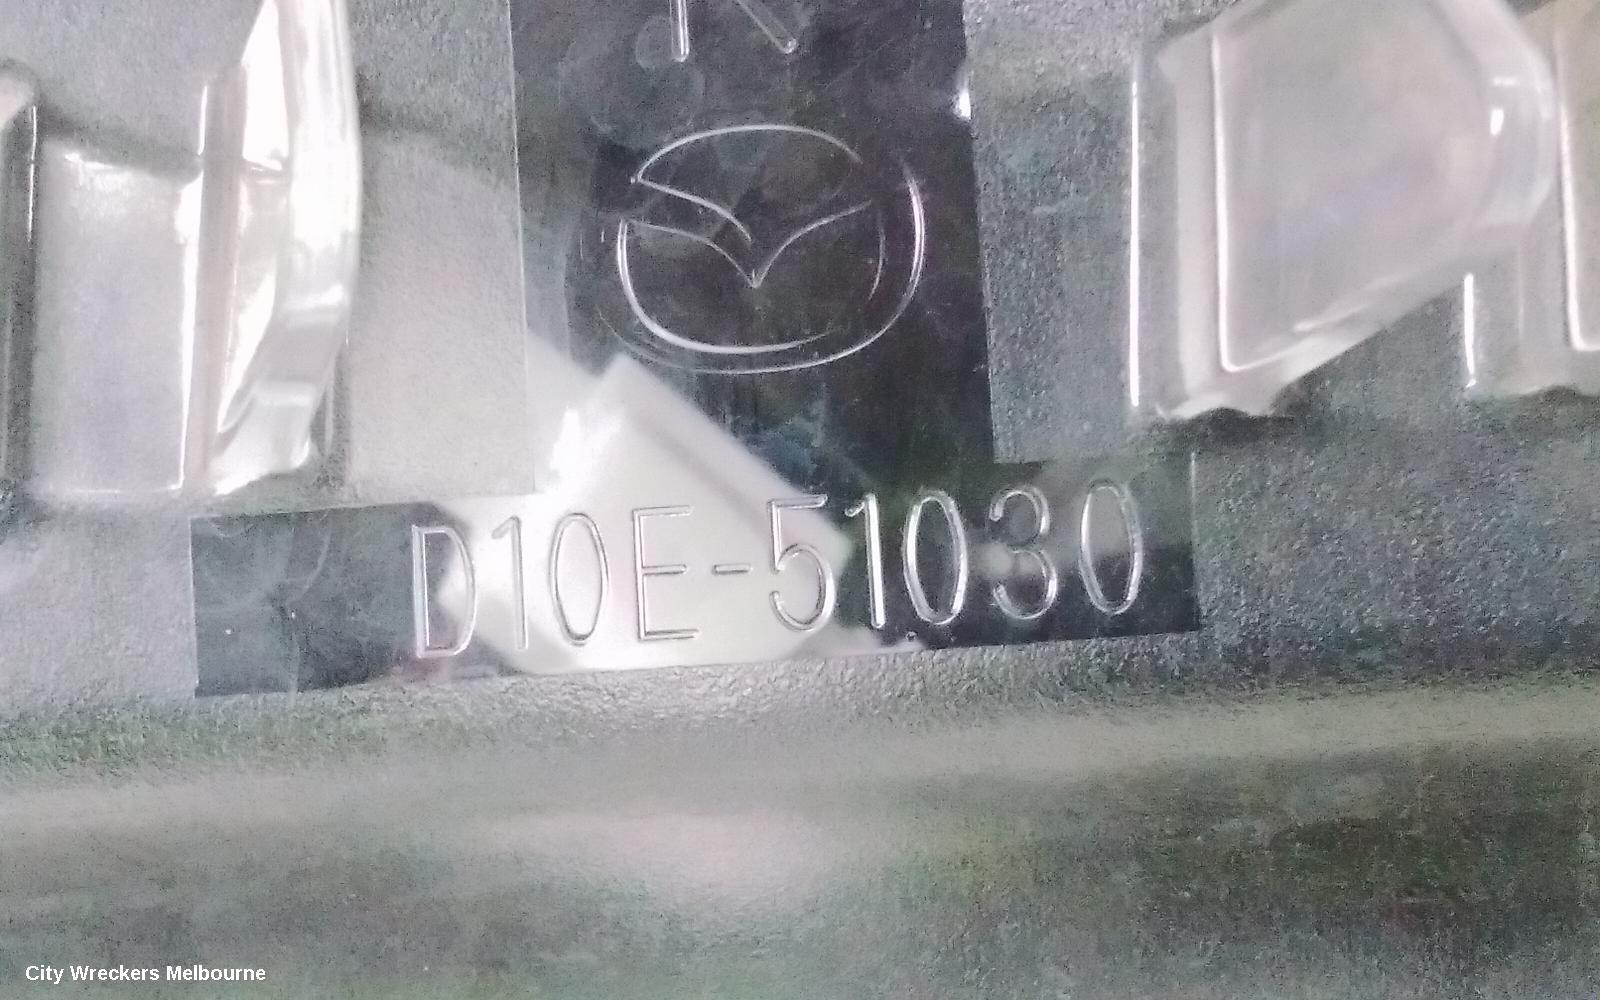 R
D10E-51030
City Wreckers Melbourne